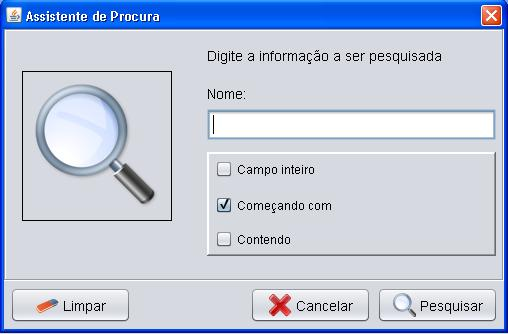 Assistente de Procura
Digite a informação a ser pesquisada
Nome:
Campo inteiro
Começando com
Contendo
Limpar
Cancelar
Pesquisar